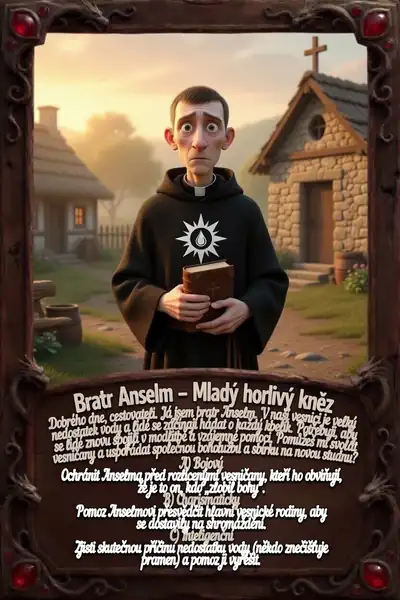 Bratr Anselm – Mladý horlivý kněz
Dobrého dne, cestovateli. Já jsem bratr Anselm. V naší vesnici je velký
nedostatek vody a lidé se začínají hádat o každý kbelík. Potřebuji, aby
se lidé znovu spojili v modlitbě a vzájemné pomoci. Pomůžeš mi svolat
vesničany a uspořádat společnou bohoslužbu a sbírku na novou studnu?
A) Bojový
Ochránit Anselma před rozzlícenými vesničany, kteří ho obviňují,
že je to on, kdo „zlobil bohy“.
B) Charismatický
Pomoz Anselmovi přesvědčit hlavní vesnické rodiny, aby
se dostavily na shromáždění.
C) Inteligenční
Zjisti skutečnou příčinu nedostatku vody (někdo znečišťuje
pramen) a pomoz ji vyřešit.